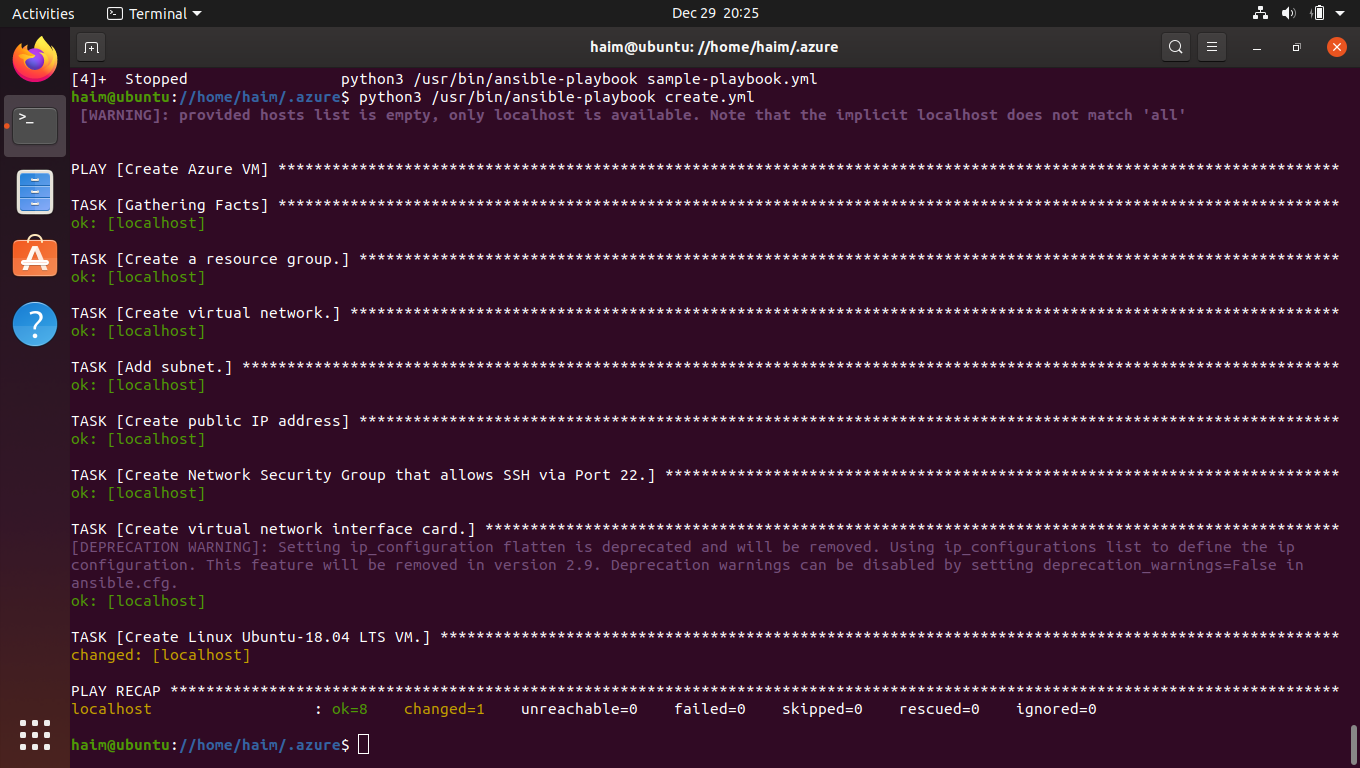 Activities
Terminal
Dec 29 20:25
haim@ubuntu: //home/haim/.azure
[4]+  Stopped                 python3 /usr/bin/ansible-playbook sample-playbook.yml
haim@ubuntu://home/haim/.azure$ python3 /usr/bin/ansible-playbook create.yml
 [WARNING]: provided hosts list is empty, only localhost is available. Note that the implicit localhost does not match 'all'
PLAY [Create Azure VM] **********************************************************************************************************************
TASK [Gathering Facts] **********************************************************************************************************************
ok: [localhost]
TASK [Create a resource group.] *************************************************************************************************************
ok: [localhost]
TASK [Create virtual network.] **************************************************************************************************************
ok: [localhost]
TASK [Add subnet.] **************************************************************************************************************************
ok: [localhost]
TASK [Create public IP address] *************************************************************************************************************
ok: [localhost]
TASK [Create Network Security Group that allows SSH via Port 22.] ***************************************************************************
ok: [localhost]
TASK [Create virtual network interface card.] ***********************************************************************************************
[DEPRECATION WARNING]: Setting ip_configuration flatten is deprecated and will be removed. Using ip_configurations list to define the ip
configuration. This feature will be removed in version 2.9. Deprecation warnings can be disabled by setting deprecation_warnings=False in
ansible.cfg.
ok: [localhost]
TASK [Create Linux Ubuntu-18.04 LTS VM.] ****************************************************************************************************
changed: [localhost]
PLAY RECAP **********************************************************************************************************************************
localhost                  : ok=8    changed=1    unreachable=0    failed=0    skipped=0    rescued=0    ignored=0
haim@ubuntu://home/haim/.azure$